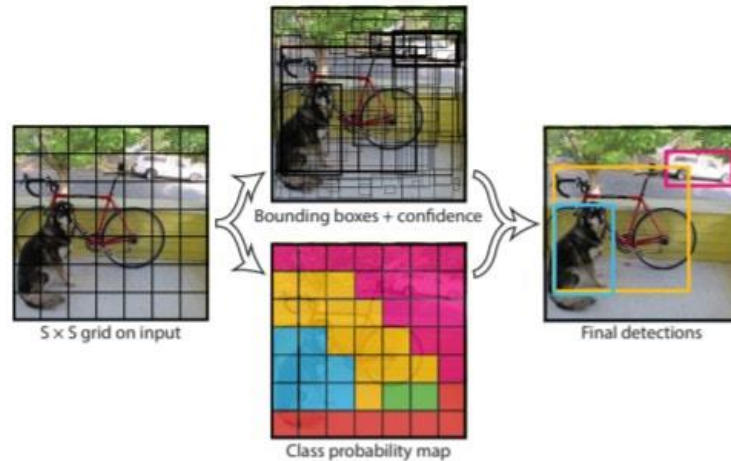 S × S grid on input
Bounding boxes + confidence
Class probability map
Final detections